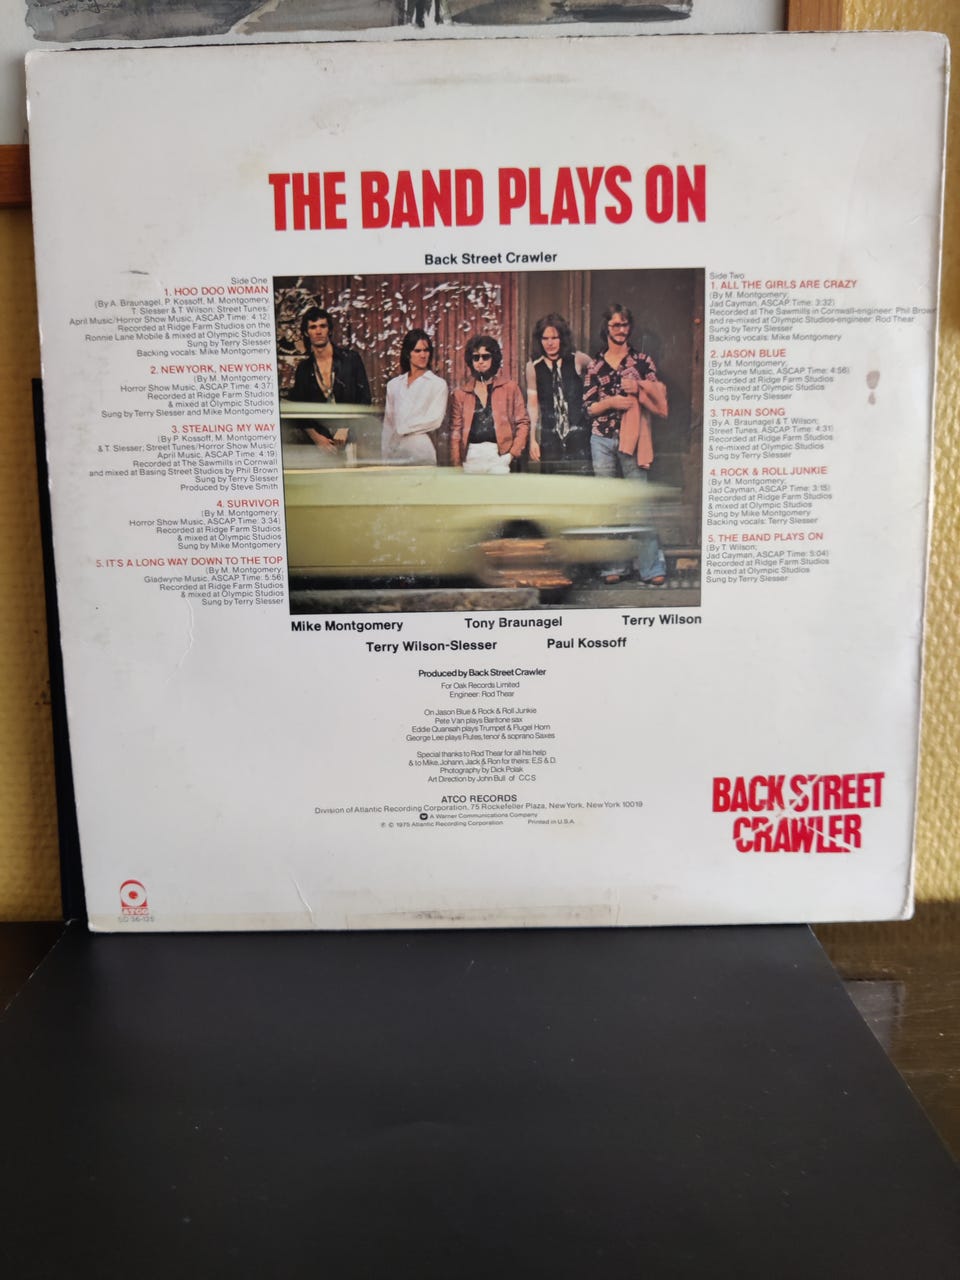 THE BAND PLAYS ON
Back Street Crawler
Side One
1. HOO DOO WOMAN
(By A. Braunagel, P. Kossoff, M. Montgomery,
T. Slesser & T. Wilson; Street Tunes/
April Music/Horror Show Music, ASCAP Time: 4:12)
Recorded at Ridge Farm Studios on the
Ronnie Lane Mobile & mixed at Olympic Studios
Sung by Terry Slesser
Backing vocals: Mike Montgomery
2. NEW YORK, NEW YORK
(By M. Montgomery;
Horror Show Music, ASCAP Time: 4:37)
Recorded at Ridge Farm Studios
& mixed at Olympic Studios
Sung by Terry Slesser and Mike Montgomery
3. STEALING MY WAY
(By P. Kossoff, M. Montgomery
& T. Slesser; Street Tunes/Horror Show Music/
April Music, ASCAP Time: 4:19)
Recorded at The Sawmills in Cornwall
and mixed at Basing Street Studios by Phil Brown
Sung by Terry Slesser
Produced by Steve Smith
4. SURVIVOR
(By M. Montgomery;
Horror Show Music, ASCAP Time: 3:34)
Recorded at Ridge Farm Studios
& mixed at Olympic Studios
Sung by Mike Montgomery
5. IT'S A LONG WAY DOWN TO THE TOP
(By M. Montgomery;
Gladwyne Music, ASCAP Time: 5:56)
Recorded at Ridge Farm Studios
& mixed at Olympic Studios
Sung by Terry Slesser
Side Two
1. ALL THE GIRLS ARE CRAZY
(By M. Montgomery;
Jad Cayman, ASCAP Time: 3:32)
Recorded at The Sawmills in Cornwall-engineer: Phil Brown
and re-mixed at Olympic Studios-engineer: Rod Thear
Sung by Terry Slesser
Backing vocals: Mike Montgomery
2. JASON BLUE
(By M. Montgomery;
Gladwyne Music, ASCAP Time: 4:56)
Recorded at Ridge Farm Studios
& re-mixed at Olympic Studios
Sung by Terry Slesser
3. TRAIN SONG
(By A. Braunagel & T. Wilson;
Street Tunes, ASCAP Time: 4:31)
Recorded at Ridge Farm Studios
& re-mixed at Olympic Studios
Sung by Terry Slesser
4. ROCK & ROLL JUNKIE
(By M. Montgomery;
Jad Cayman, ASCAP Time: 3:15)
Recorded at Ridge Farm Studios
& mixed at Olympic Studios
Sung by Mike Montgomery
Backing vocals: Terry Slesser
5. THE BAND PLAYS ON
(By T. Wilson;
Jad Cayman, ASCAP Time: 5:04)
Recorded at Ridge Farm Studios
& mixed at Olympic Studios
Sung by Terry Slesser
Mike Montgomery Tony Braunagel Terry Wilson
Terry Wilson-Slesser Paul Kossoff
Produced by Back Street Crawler
For Oak Records Limited
Engineer: Rod Thear
On Jason Blue & Rock & Roll Junkie
Pete Van plays Baritone sax
Eddie Quansah plays Trumpet & Flugel Horn
George Lee plays Flutes, tenor & soprano Saxes
Special thanks to Rod Thear for all his help
& to Mike, Johann, Jack & Ron for theirs: E,S & D.
Photography by Dick Polak
Art Direction by John Bull of CCS
ATCO RECORDS
Division of Atlantic Recording Corporation, 75 Rockefeller Plaza, New York, New York 10019
A Warner Communications Company
℗ © 1975 Atlantic Recording Corporation Printed in U.S.A.
BACK STREET
CRAWLER
ATCO
SD 36-125